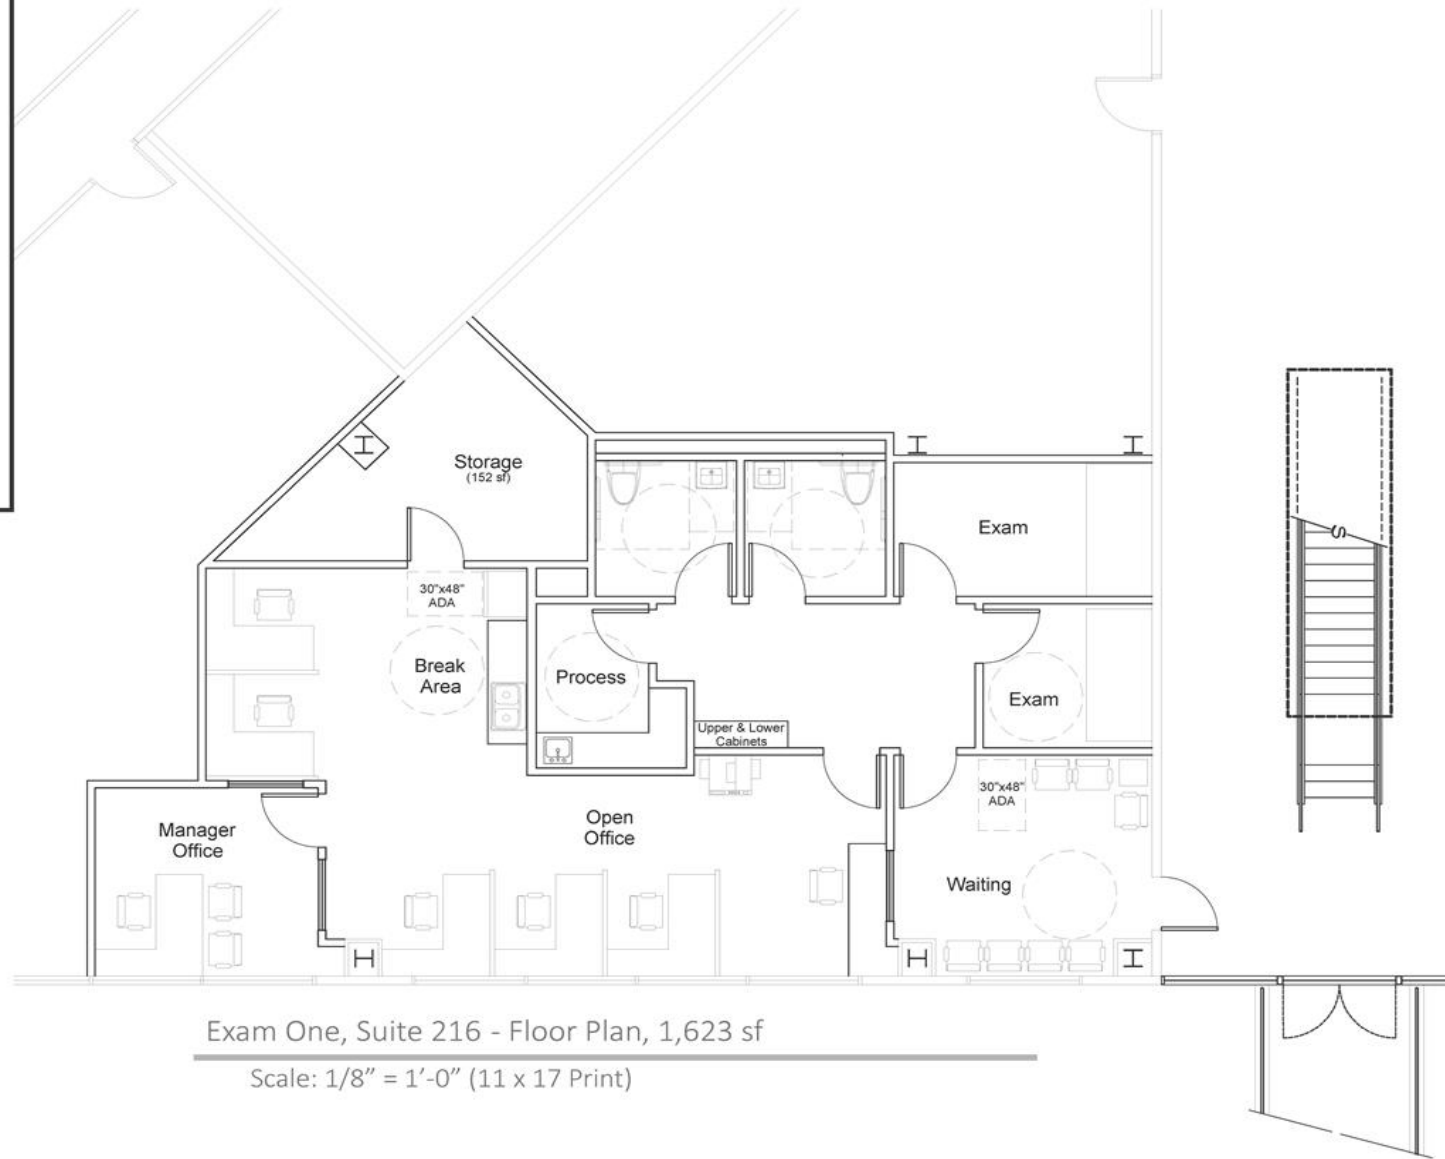 Storage
(152 sf)
Exam
30"x48"
ADA
Break
Area
Process
Exam
Upper & Lower
Cabinets
30"x48"
ADA
Manager
Office
Open
Office
Waiting
S
Exam One, Suite 216 - Floor Plan, 1,623 sf
Scale: 1/8” = 1’-0” (11 x 17 Print)